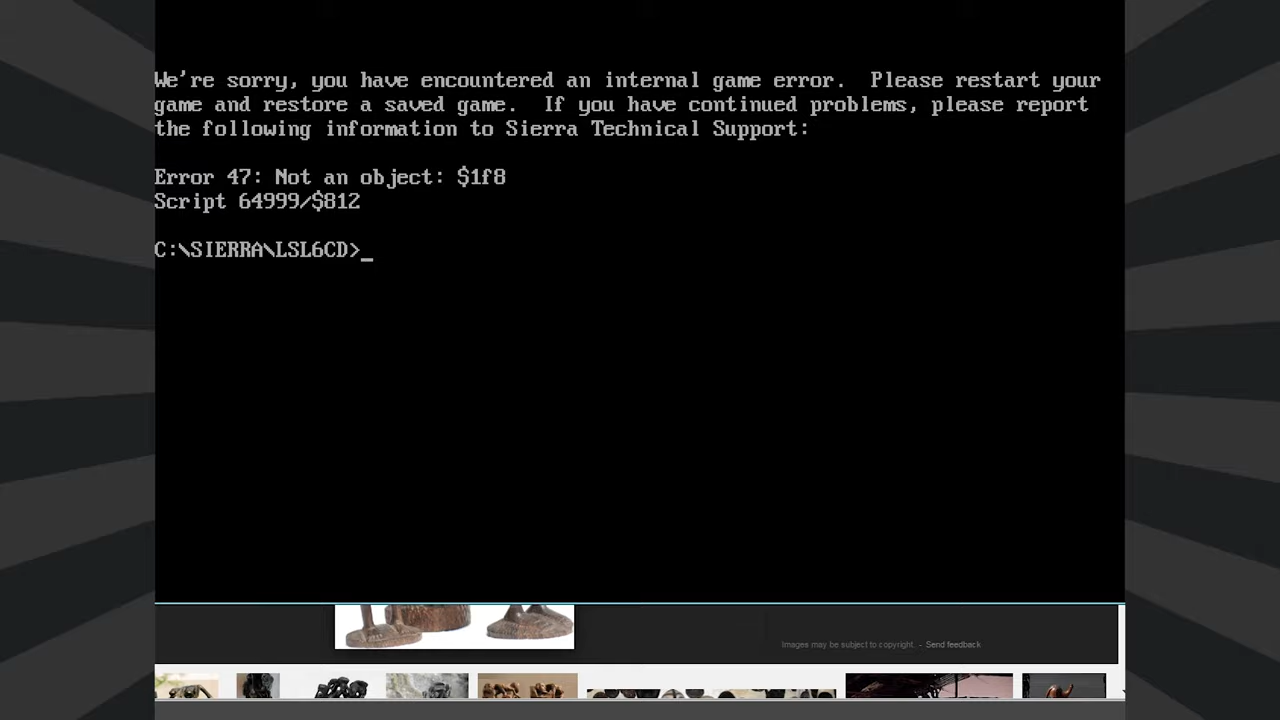 We're sorry, you have encountered an internal game error.  Please restart your
game and restore a saved game.  If you have continued problems, please report
the following information to Sierra Technical Support:
Error 47: Not an object: $1f8
Script 64999/$812
C:\SIERRA\LSL6CD>_
Images may be subject to copyright. - Send feedback